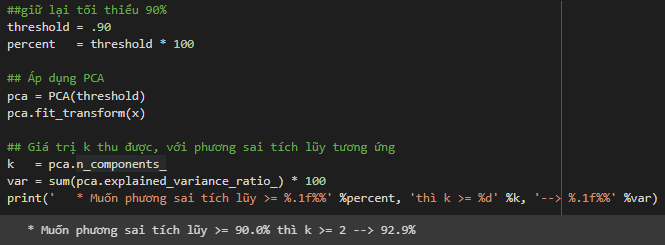 ##giữ lại tối thiểu 90%
threshold = .90
percent   = threshold * 100
## Áp dụng PCA
pca = PCA(threshold)
pca.fit_transform(x)
## Giá trị k thu được, với phương sai tích lũy tương ứng
k   = pca.n_components_
var = sum(pca.explained_variance_ratio_) * 100
print('   * Muốn phương sai tích lũy >= %.1f%%' %percent, 'thì k >= %d' %k, '--> %.1f%%' %var)
   * Muốn phương sai tích lũy >= 90.0% thì k >= 2 --> 92.9%